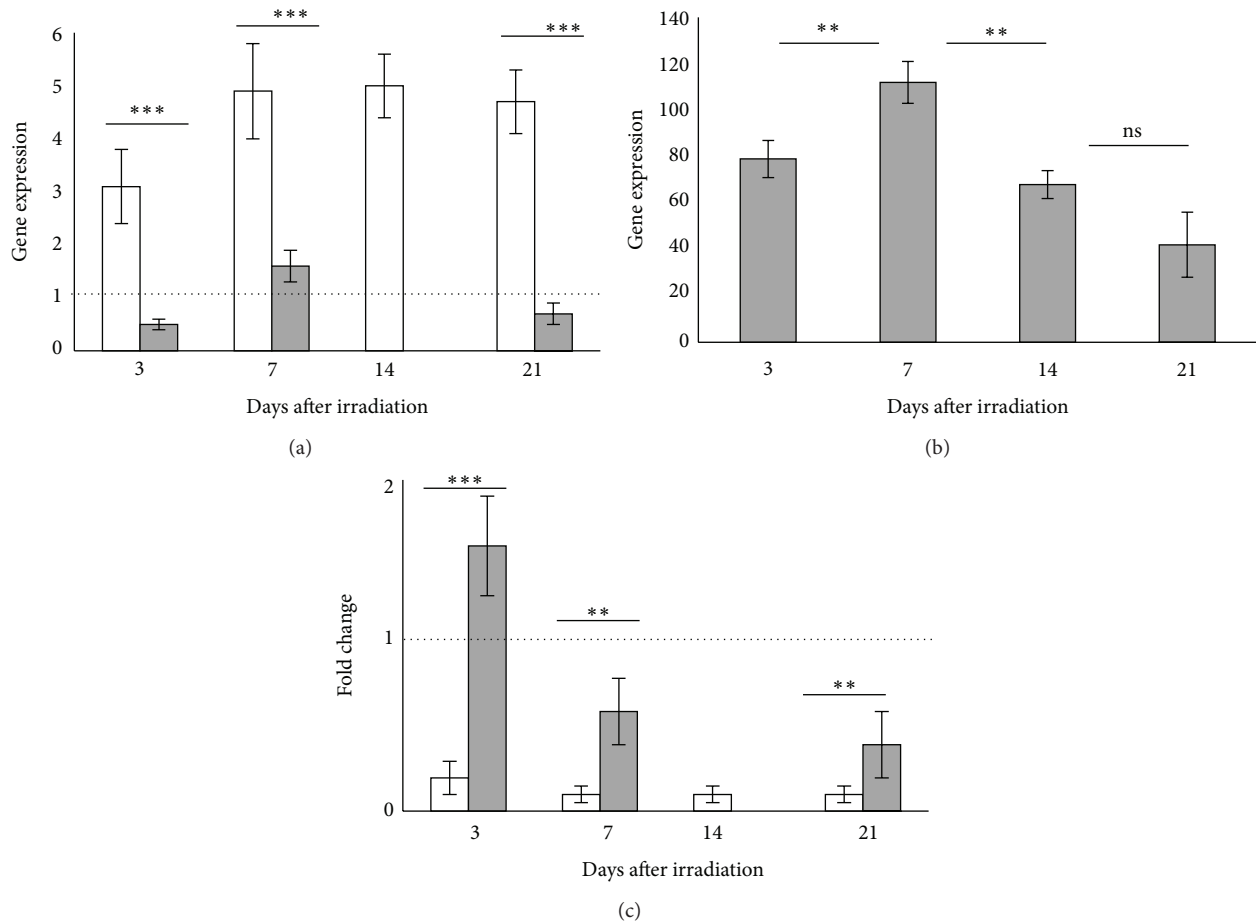 ***
***
***
6
5
4
3
2
1
0
Gene expression
3 7 14 21
Days after irradiation
(a)
** **
ns
140
120
100
80
60
40
20
0
Gene expression
3 7 14 21
Days after irradiation
(b)
***
**
**
2
1
0
Fold change
3 7 14 21
Days after irradiation
(c)